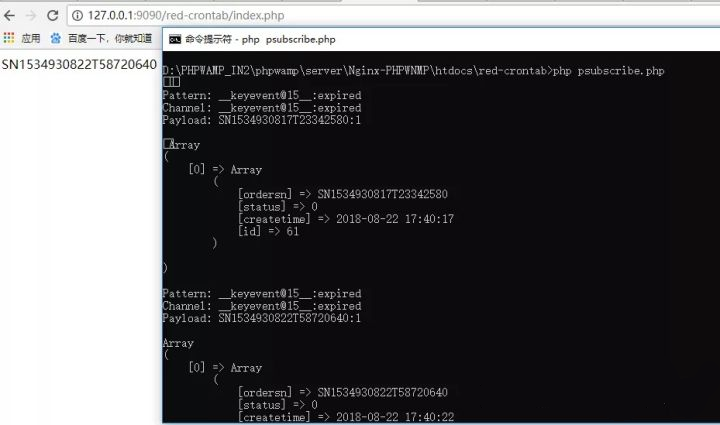 127.0.0.1:9090/red-crontab/index.php
应用 百度一下，你就知道
SN1534930822T58720640
命令提示符 - php psubscribe.php
D:\PHPWAMP_IN2\phpwamp\server\Nginx-PHPWNMP\htdocs\red-crontab>php psubscribe.php
Pattern: __keyevent@15__:expired
Channel: __keyevent@15__:expired
Payload: SN1534930817T23342580:1
Array
(
[0] => Array
(
[ordersn] => SN1534930817T23342580
[status] => 0
[createtime] => 2018-08-22 17:40:17
[id] => 61
)
)
Pattern: __keyevent@15__:expired
Channel: __keyevent@15__:expired
Payload: SN1534930822T58720640:1
Array
(
[0] => Array
(
[ordersn] => SN1534930822T58720640
[status] => 0
[createtime] => 2018-08-22 17:40:22